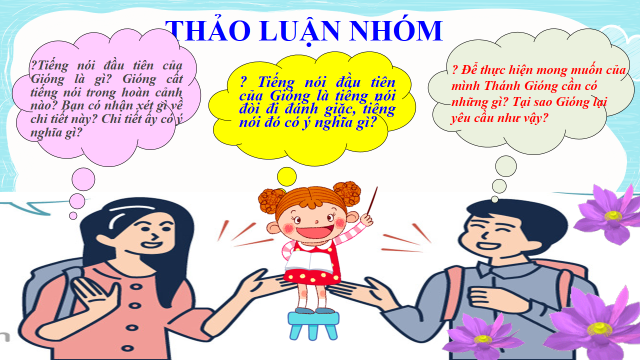 THẢO LUẬN NHÓM
?Tiếng nói đầu tiên của
Gióng là gì? Gióng cất
tiếng nói trong hoàn cảnh
nào? Bạn có nhận xét gì về
chi tiết này? Chi tiết ấy có ý
nghĩa gì?
? Tiếng nói đầu tiên
của Gióng là tiếng nói
đòi đi đánh giặc, tiếng
nói đó có ý nghĩa gì?
? Để thực hiện mong muốn của
mình Thánh Gióng cần có
những gì? Tại sao Gióng lại
yêu cầu như vậy?